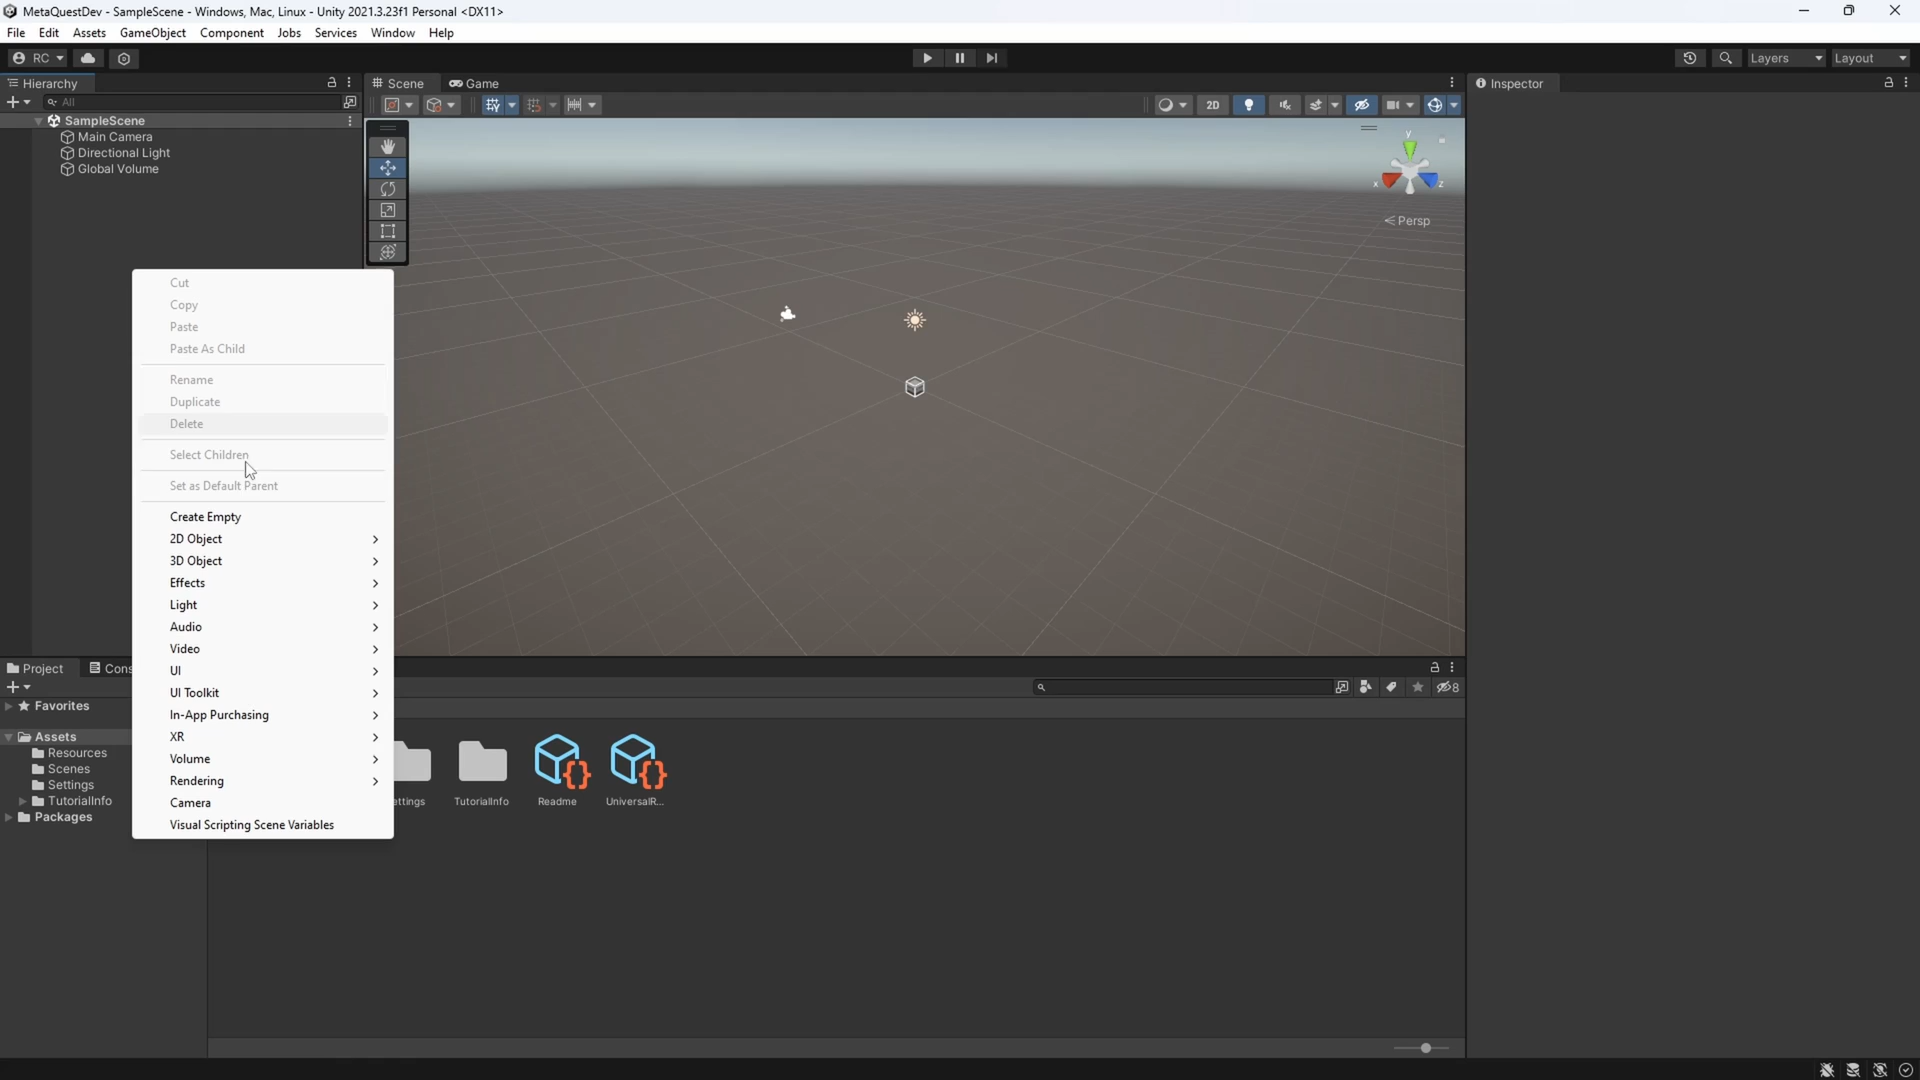 MetaQuestDev - SampleScene - Windows, Mac, Linux - Unity 2021.3.23f1 Personal <DX11>
File Edit Assets GameObject Component Jobs Services Window Help
RC Layers Layout
Hierarchy
All
SampleScene
Main Camera
Directional Light
Global Volume
Scene Game
2D
y
x z
Persp
Inspector
Cut
Copy
Paste
Paste As Child
Rename
Duplicate
Delete
Select Children
Set as Default Parent
Create Empty
2D Object
3D Object
Effects
Light
Audio
Video
UI
UI Toolkit
In-App Purchasing
XR
Volume
Rendering
Camera
Visual Scripting Scene Variables
Project Cons
8
Favorites
Assets
Resources
Scenes
Settings
TutorialInfo
Packages
ettings TutorialInfo Readme UniversalR...